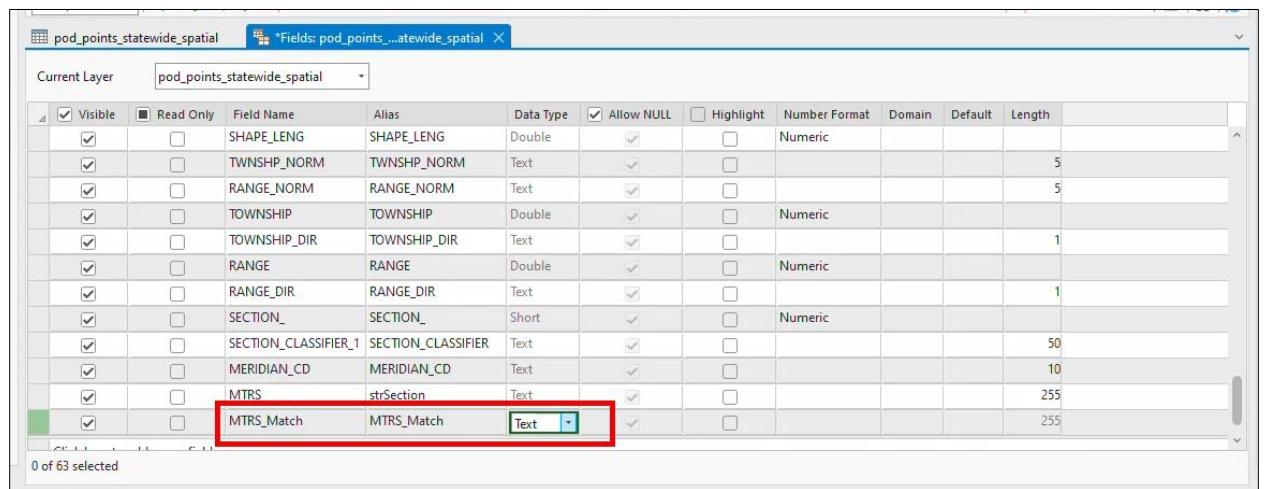 pod_points_statewide_spatial *Fields: pod_points_...atewide_spatial
Current Layer pod_points_statewide_spatial
Visible Read Only Field Name Alias Data Type Allow NULL Highlight Number Format Domain Default Length
SHAPE_LENG SHAPE_LENG Double Numeric
TWNSHP_NORM TWNSHP_NORM Text 5
RANGE_NORM RANGE_NORM Text 5
TOWNSHIP TOWNSHIP Double Numeric
TOWNSHIP_DIR TOWNSHIP_DIR Text 1
RANGE RANGE Double Numeric
RANGE_DIR RANGE_DIR Text 1
SECTION_ SECTION_ Short Numeric
SECTION_CLASSIFIER_1 SECTION_CLASSIFIER Text 50
MERIDIAN_CD MERIDIAN_CD Text 10
MTRS strSection Text 255
MTRS_Match MTRS_Match Text 255
0 of 63 selected